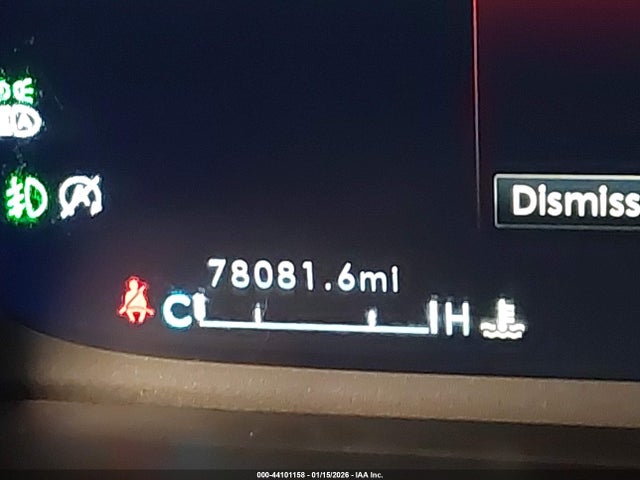 Dismiss
78081.6mi
C H
000-44101158 - 01/15/2026 - IAA Inc.